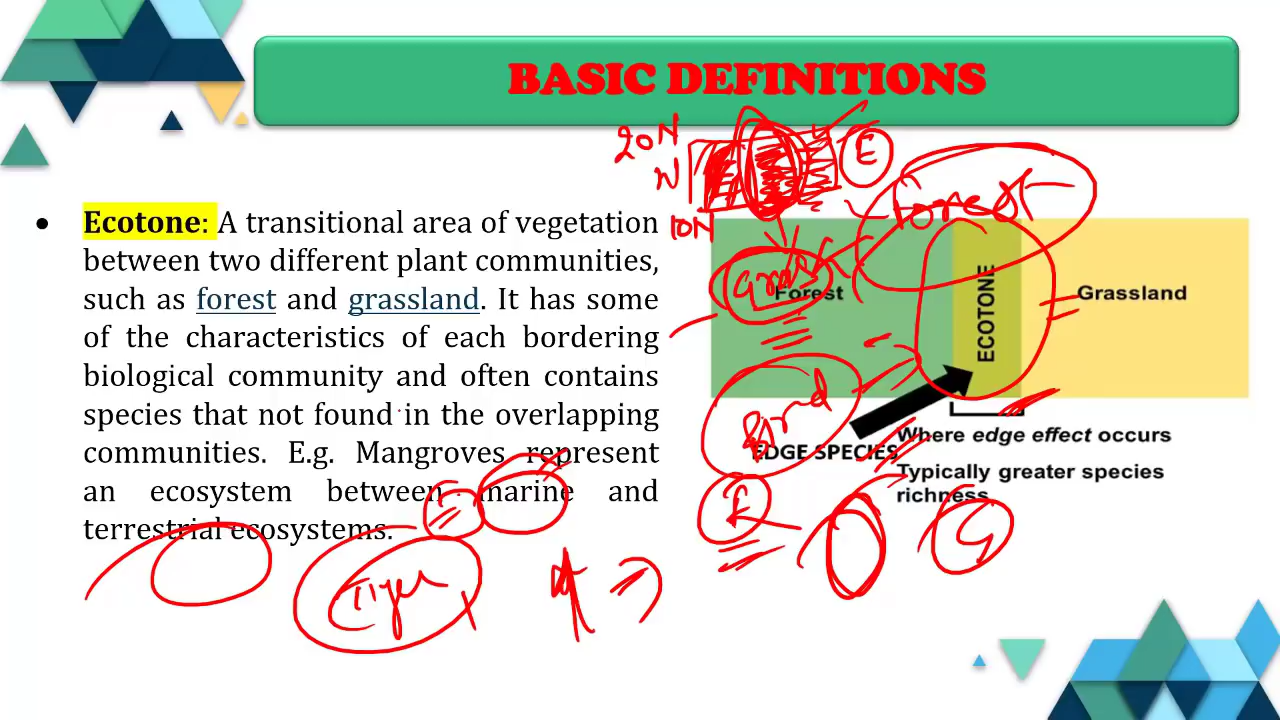 BASIC DEFINITIONS
20N
E
N
10N
Forest
• Ecotone: A transitional area of vegetation
between two different plant communities,
such as forest and grassland. It has some
of the characteristics of each bordering
biological community and often contains
species that not found in the overlapping
communities. E.g. Mangroves represent
an ecosystem between marine and
terrestrial ecosystems.
Grass
Forest
ECOTONE
Grassland
Bird
EDGE SPECIES
Where edge effect occurs
Typically greater species
richness
E
G
Tiger